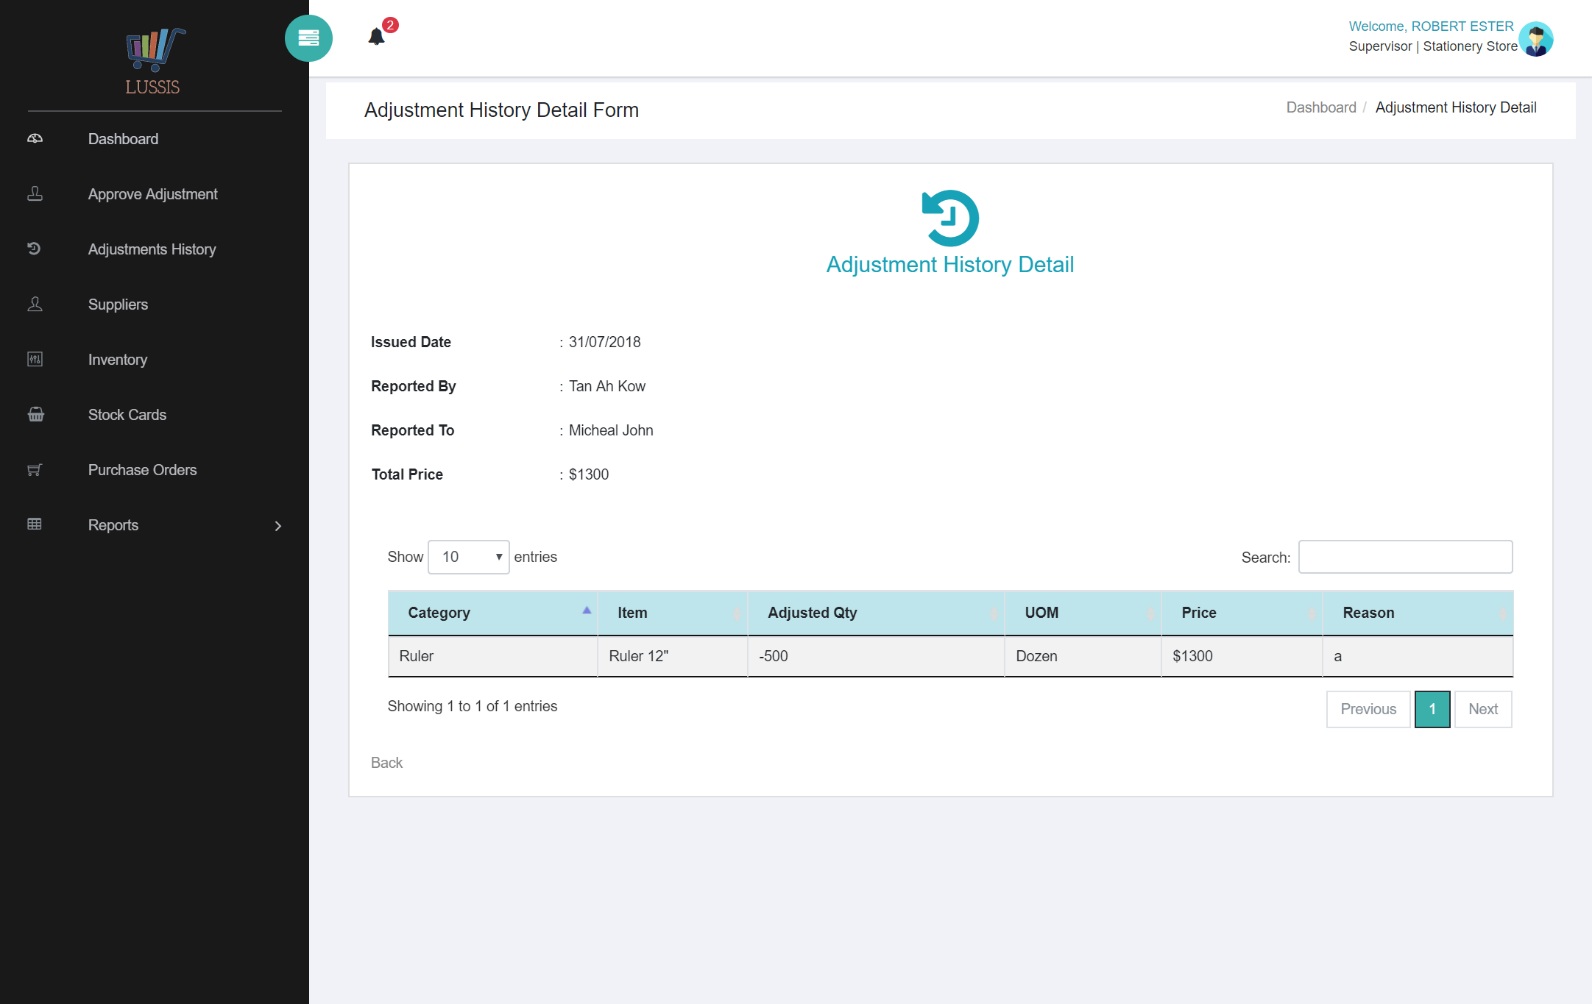 LUSSIS
Dashboard
Approve Adjustment
Adjustments History
Suppliers
Inventory
Stock Cards
Purchase Orders
Reports
2
Welcome, ROBERT ESTER
Supervisor | Stationery Store
Adjustment History Detail Form
Dashboard / Adjustment History Detail
Adjustment History Detail
Issued Date : 31/07/2018
Reported By : Tan Ah Kow
Reported To : Micheal John
Total Price : $1300
Show 10 entries Search:
Category Item Adjusted Qty UOM Price Reason
Ruler Ruler 12" -500 Dozen $1300 a
Showing 1 to 1 of 1 entries Previous 1 Next
Back